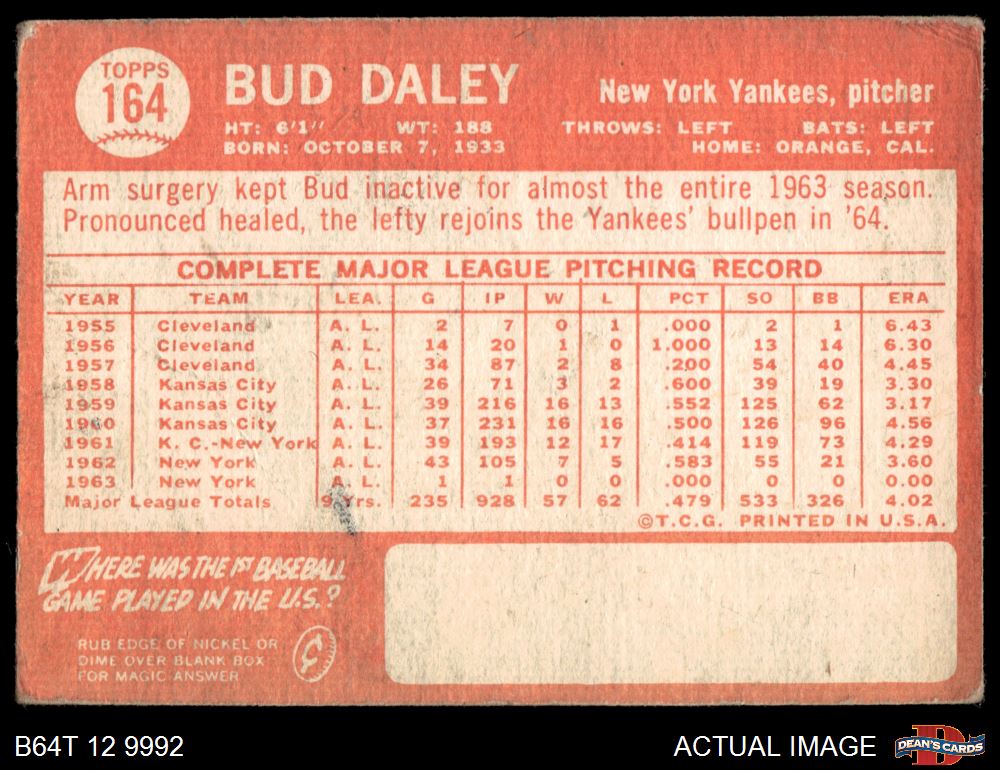 TOPPS
164
BUD DALEY
New York Yankees, pitcher
HT: 6'1" WT: 188 THROWS: LEFT BATS: LEFT
BORN: OCTOBER 7, 1933 HOME: ORANGE, CAL.
Arm surgery kept Bud inactive for almost the entire 1963 season.
Pronounced healed, the lefty rejoins the Yankees' bullpen in '64.
COMPLETE MAJOR LEAGUE PITCHING RECORD
YEAR TEAM LEA. G IP W L PCT SO BB ERA
1955 Cleveland A. L. 2 7 0 1 .000 2 1 6.43
1956 Cleveland A. L. 14 20 1 0 1.000 13 14 6.30
1957 Cleveland A. L. 34 87 2 8 .200 54 40 4.45
1958 Kansas City A. L. 26 71 3 2 .600 39 19 3.30
1959 Kansas City A. L. 39 216 16 13 .552 125 62 3.17
1960 Kansas City A. L. 37 231 16 16 .500 126 96 4.56
1961 K. C.-New York A. L. 39 193 12 17 .414 119 73 4.29
1962 New York A. L. 43 105 7 5 .583 55 21 3.60
1963 New York A. L. 1 1 0 0 .000 0 0 0.00
Major League Totals 9 Yrs. 235 928 57 62 .479 533 326 4.02
©T.C.G. PRINTED IN U.S.A.
WHERE WAS THE 1ST BASEBALL
GAME PLAYED IN THE U.S.?
RUB EDGE OF NICKEL OR
DIME OVER BLANK BOX
FOR MAGIC ANSWER
¢
B64T 12 9992
ACTUAL IMAGE
D
DEAN'S CARDS